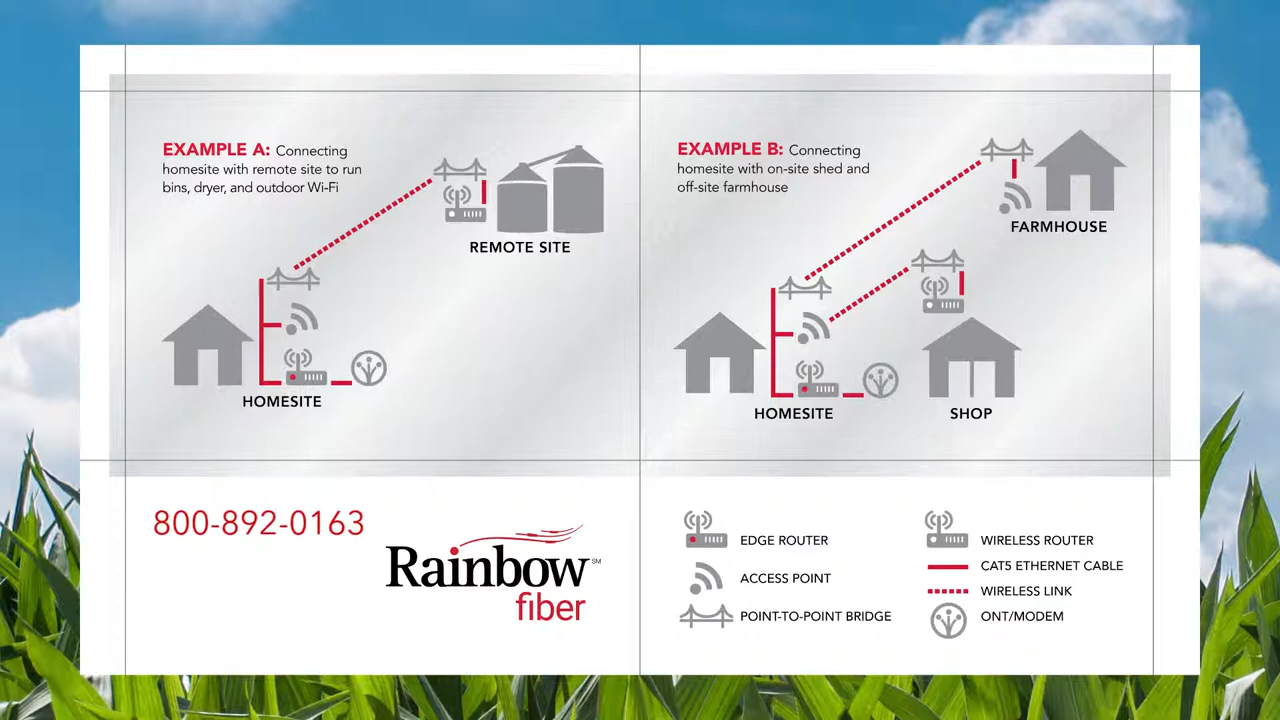 EXAMPLE A: Connecting
homesite with remote site to run
bins, dryer, and outdoor Wi-Fi
REMOTE SITE
HOMESITE
EXAMPLE B: Connecting
homesite with on-site shed and
off-site farmhouse
FARMHOUSE
HOMESITE
SHOP
800-892-0163
Rainbow SM
fiber
EDGE ROUTER
ACCESS POINT
POINT-TO-POINT BRIDGE
WIRELESS ROUTER
CAT5 ETHERNET CABLE
WIRELESS LINK
ONT/MODEM